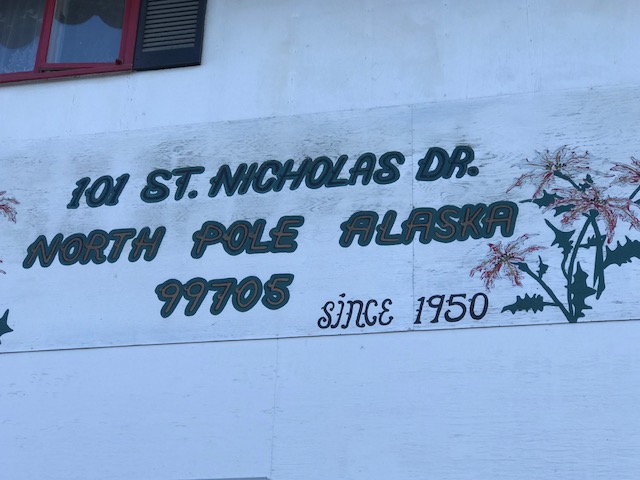 101 ST. NICHOLAS DR.
NORTH POLE ALASKA
99705
since 1950